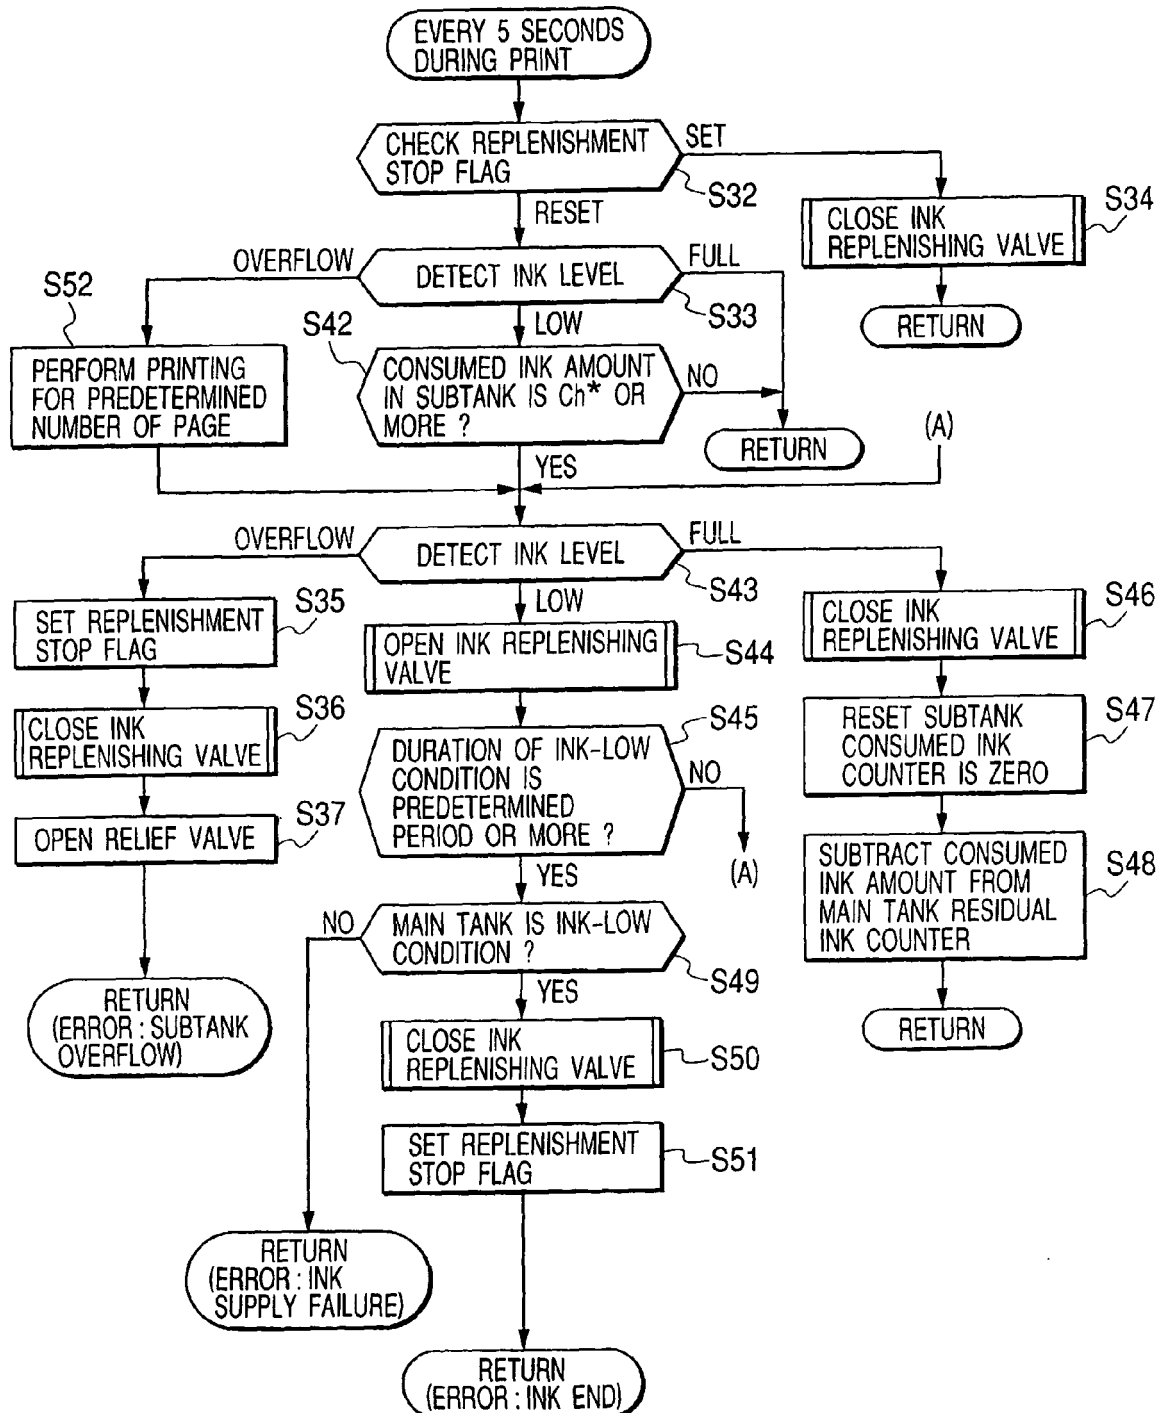 EVERY 5 SECONDS
DURING PRINT
CHECK REPLENISHMENT
STOP FLAG
SET
S32
RESET
S34
CLOSE INK
REPLENISHING VALVE
RETURN
OVERFLOW
DETECT INK LEVEL
FULL
S33
LOW
S52
PERFORM PRINTING
FOR PREDETERMINED
NUMBER OF PAGE
S42
CONSUMED INK AMOUNT
IN SUBTANK IS Ch* OR
MORE ?
NO
RETURN
(A)
YES
OVERFLOW
DETECT INK LEVEL
FULL
S43
LOW
S35
SET REPLENISHMENT
STOP FLAG
S36
CLOSE INK
REPLENISHING VALVE
S37
OPEN RELIEF VALVE
RETURN
(ERROR : SUBTANK
OVERFLOW)
OPEN INK REPLENISHING
VALVE
S44
S45
DURATION OF INK-LOW
CONDITION IS
PREDETERMINED
PERIOD OR MORE ?
NO
(A)
YES
NO
MAIN TANK IS INK-LOW
CONDITION ?
S49
YES
CLOSE INK
REPLENISHING VALVE
S50
SET REPLENISHMENT
STOP FLAG
S51
RETURN
(ERROR : INK
SUPPLY FAILURE)
RETURN
(ERROR : INK END)
S46
CLOSE INK
REPLENISHING VALVE
S47
RESET SUBTANK
CONSUMED INK
COUNTER IS ZERO
S48
SUBTRACT CONSUMED
INK AMOUNT FROM
MAIN TANK RESIDUAL
INK COUNTER
RETURN